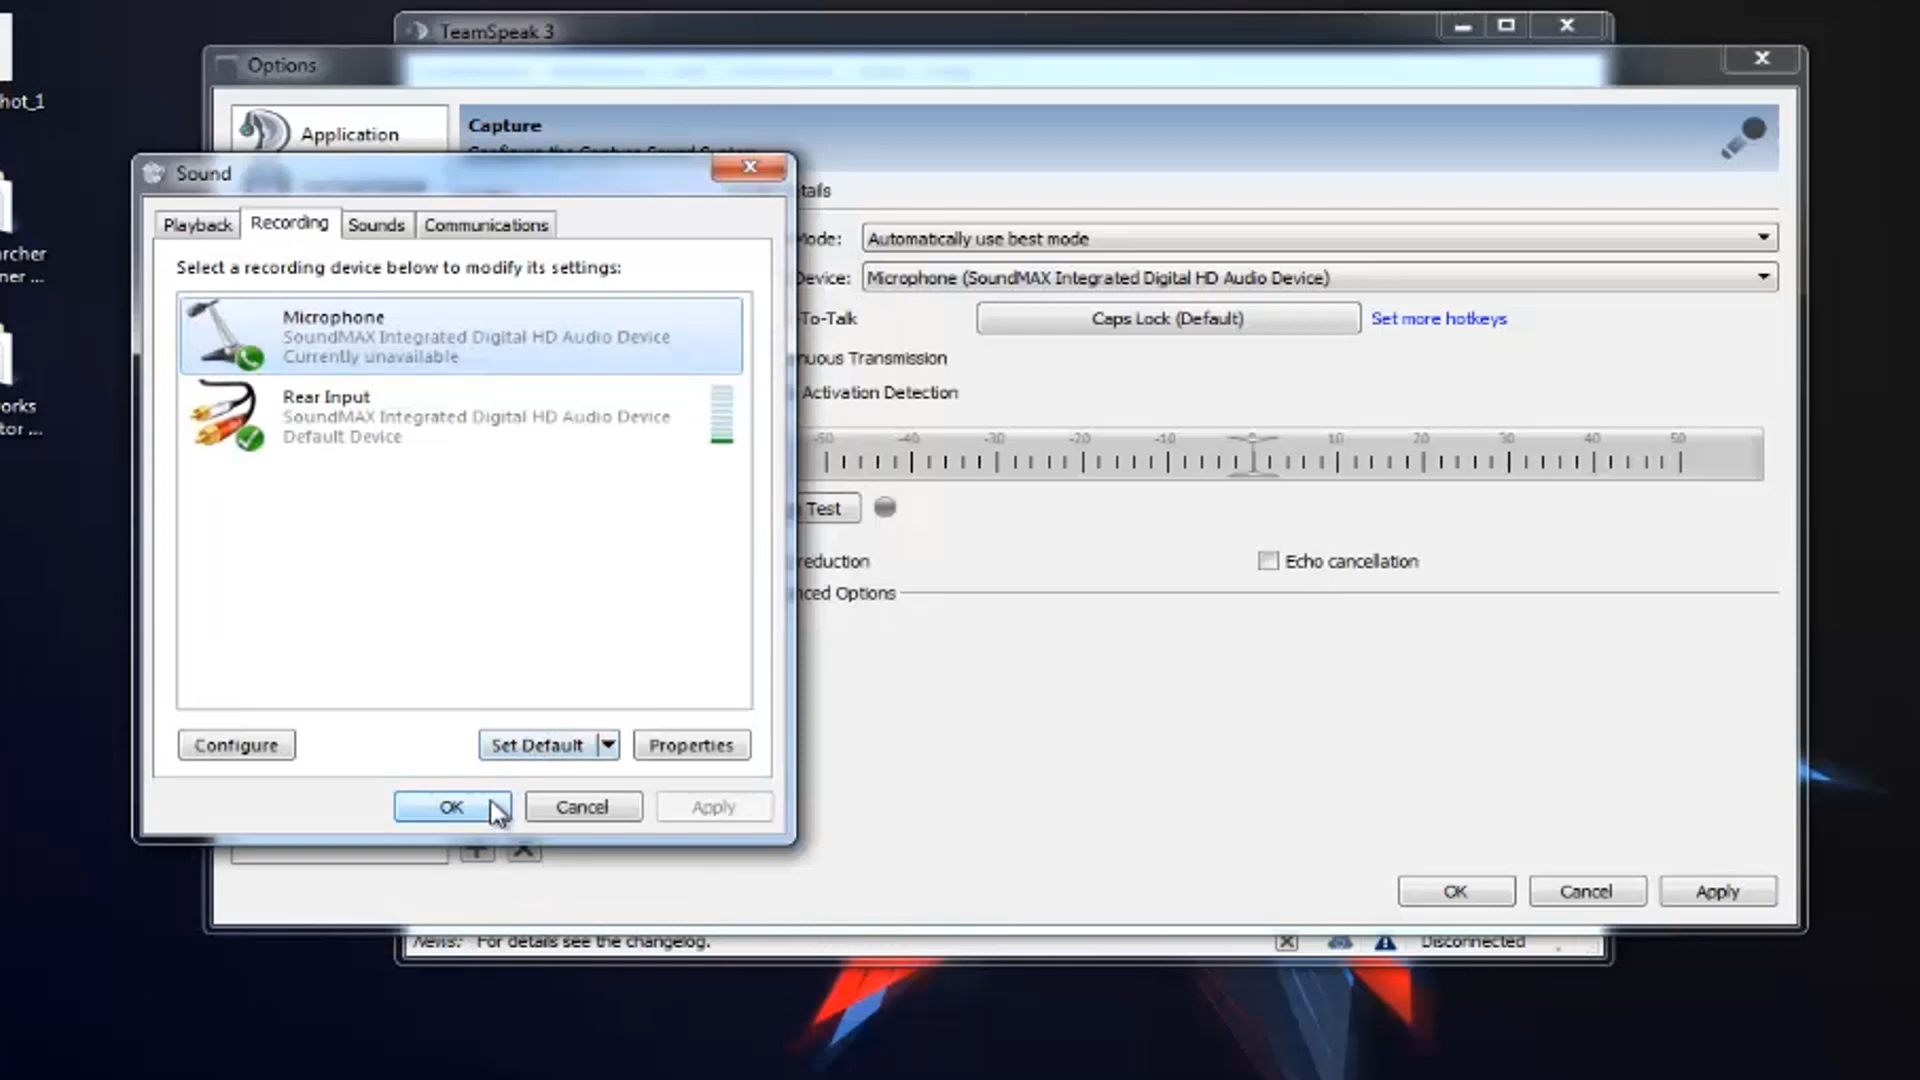 TeamSpeak 3
Options
hot_1
Application
Capture
Sound
tails
Playback
Recording
Sounds
Communications
Mode:
Automatically use best mode
rcher
ner ...
Select a recording device below to modify its settings:
Device:
Microphone (SoundMAX Integrated Digital HD Audio Device)
Microphone
SoundMAX Integrated Digital HD Audio Device
Currently unavailable
-To-Talk
Caps Lock (Default)
Set more hotkeys
nuous Transmission
Rear Input
SoundMAX Integrated Digital HD Audio Device
Default Device
Activation Detection
orks
tor ...
-50 -40 -30 -20 -10 10 20 30 40 50
Test
reduction
Echo cancellation
nced Options
Configure
Set Default
Properties
OK
Cancel
Apply
OK
Cancel
Apply
News: For details see the changelog.
Disconnected